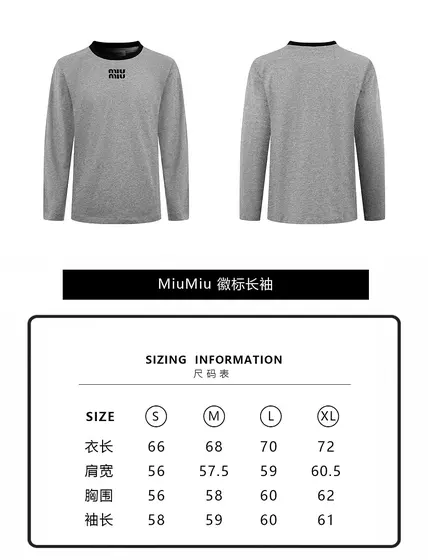 miu
miu
MiuMiu 徽标长袖
SIZING INFORMATION
尺码表
SIZE S M L XL
衣长 66 68 70 72
肩宽 56 57.5 59 60.5
胸围 56 58 60 62
袖长 58 59 60 61